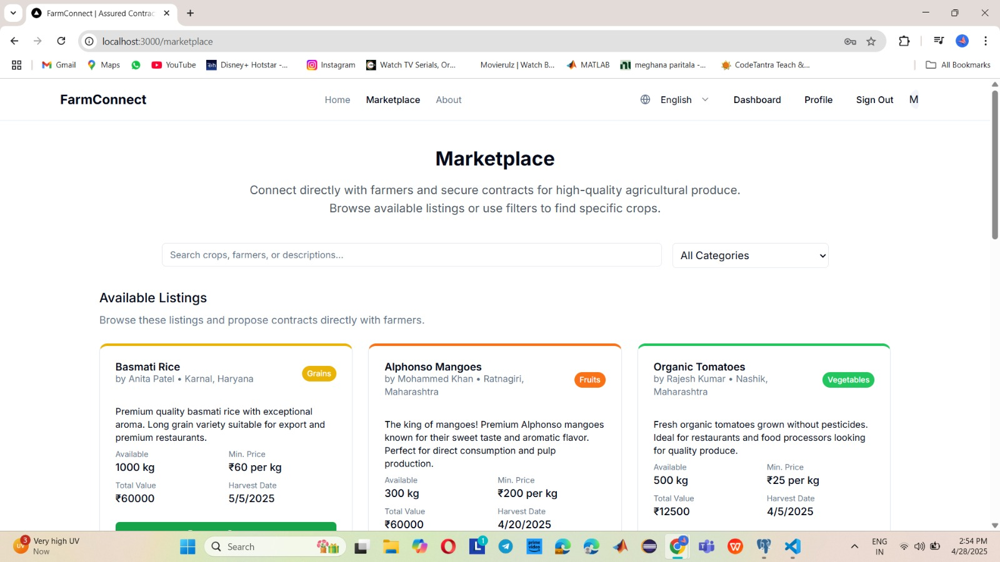 FarmConnect | Assured Contrac
localhost:3000/marketplace
Gmail
Maps
YouTube
Disney+ Hotstar -...
Instagram
Watch TV Serials, Or...
Movierulz | Watch B...
MATLAB
meghana paritala -...
CodeTantra Teach &...
All Bookmarks
FarmConnect
Home
Marketplace
About
English
Dashboard
Profile
Sign Out
M
Marketplace
Connect directly with farmers and secure contracts for high-quality agricultural produce.
Browse available listings or use filters to find specific crops.
Search crops, farmers, or descriptions...
All Categories
Available Listings
Browse these listings and propose contracts directly with farmers.
Basmati Rice
by Anita Patel • Karnal, Haryana
Grains
Premium quality basmati rice with exceptional
aroma. Long grain variety suitable for export and
premium restaurants.
Available
Min. Price
1000 kg
₹60 per kg
Total Value
Harvest Date
₹60000
5/5/2025
Alphonso Mangoes
by Mohammed Khan • Ratnagiri,
Maharashtra
Fruits
The king of mangoes! Premium Alphonso mangoes
known for their sweet taste and aromatic flavor.
Perfect for direct consumption and pulp
production.
Available
Min. Price
300 kg
₹200 per kg
Total Value
Harvest Date
₹60000
4/20/2025
Organic Tomatoes
by Rajesh Kumar • Nashik,
Maharashtra
Vegetables
Fresh organic tomatoes grown without pesticides.
Ideal for restaurants and food processors looking
for quality produce.
Available
Min. Price
500 kg
₹25 per kg
Total Value
Harvest Date
₹12500
4/5/2025
3
UV
Very high UV
Now
Search
L
1
prime
video
ENG
IN
2:54 PM
4/28/2025